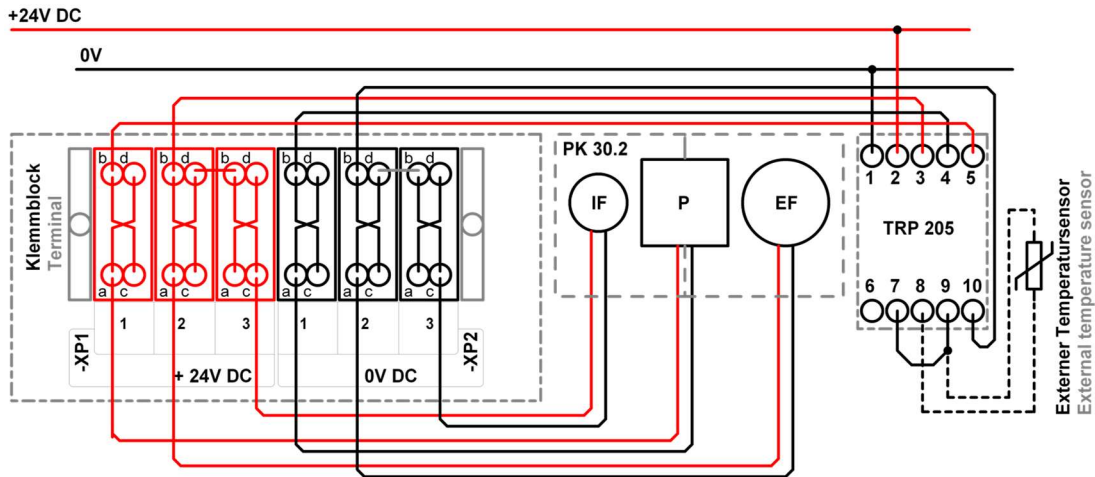 +24V DC
0V
Klemmblock
Terminal
b d b d b d b d b d b d
a c a c a c a c a c a c
1 2 3 1 2 3
-XP1
+ 24V DC
0V DC
-XP2
PK 30.2
IF
P
EF
1 2 3 4 5
TRP 205
6 7 8 9 10
Externer Temperatursensor
External temperature sensor